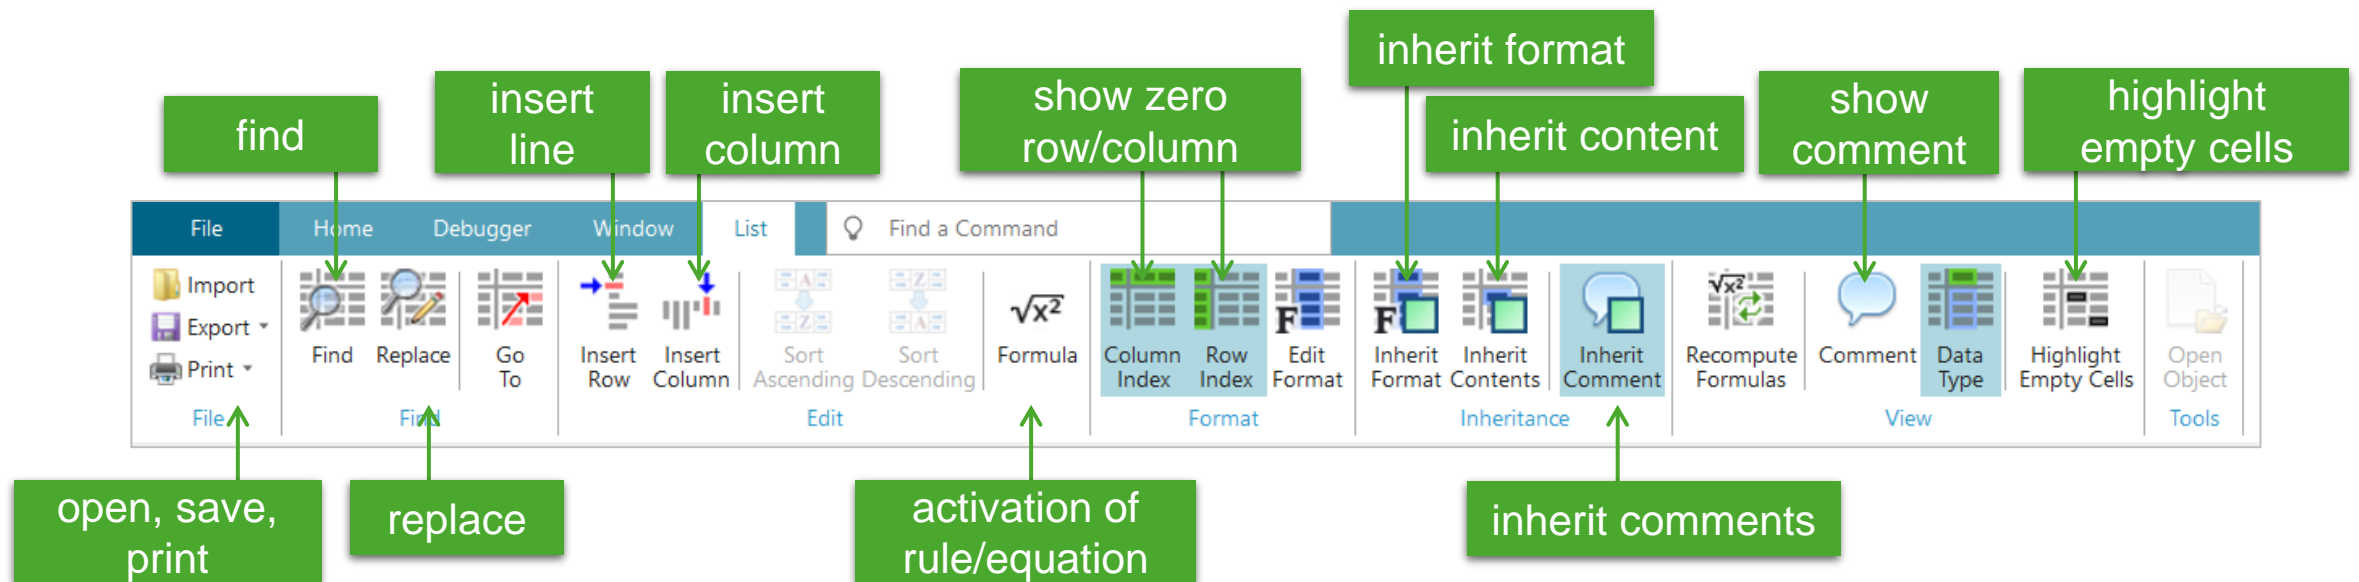 inherit format
insert
line
insert
column
show zero
row/column
show
comment
highlight
empty cells
find
inherit content
File Home Debugger Window List Find a Command
Import
Export
Print
Find Replace Go
To
Insert
Row
Insert
Column
A
Z
Sort
Ascending
Z
A
Sort
Descending
√x²
Formula
Column
Index
Row
Index
F
Edit
Format
F
Inherit
Format
Inherit
Contents
Inherit
Comment
√x²
Recompute
Formulas
Comment
Data
Type
Highlight
Empty Cells
Open
Object
File Find Edit Format Inheritance View Tools
open, save,
print
replace
activation of
rule/equation
inherit comments